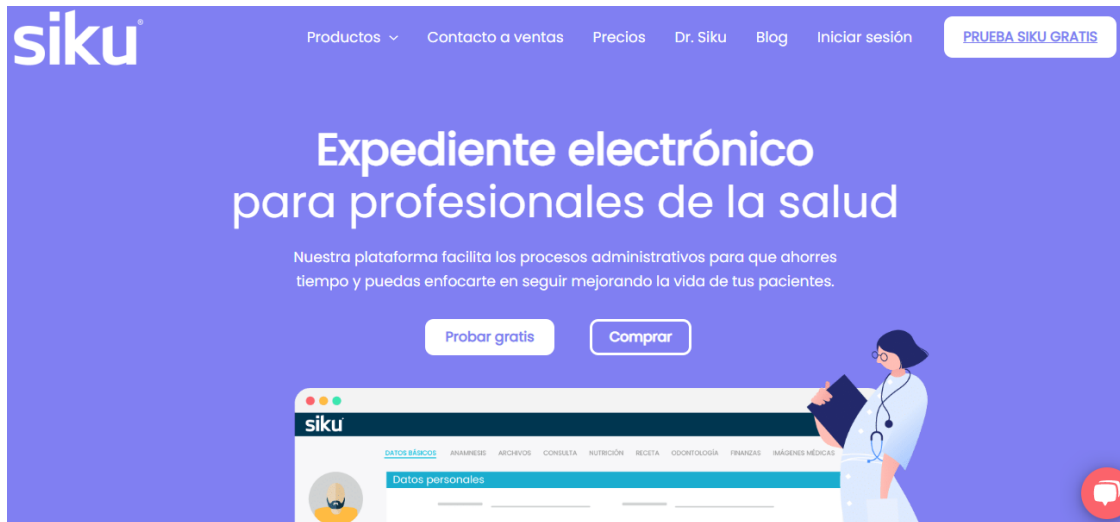 siku®
Productos Contacto a ventas Precios Dr. Siku Blog Iniciar sesión PRUEBA SIKU GRATIS
Expediente electrónico
para profesionales de la salud
Nuestra plataforma facilita los procesos administrativos para que ahorres
tiempo y puedas enfocarte en seguir mejorando la vida de tus pacientes.
Probar gratis Comprar
siku
DATOS BÁSICOS ANAMNESIS ARCHIVOS CONSULTA NUTRICIÓN RECETA ODONTOLOGÍA FINANZAS IMÁGENES MÉDICAS
Datos personales